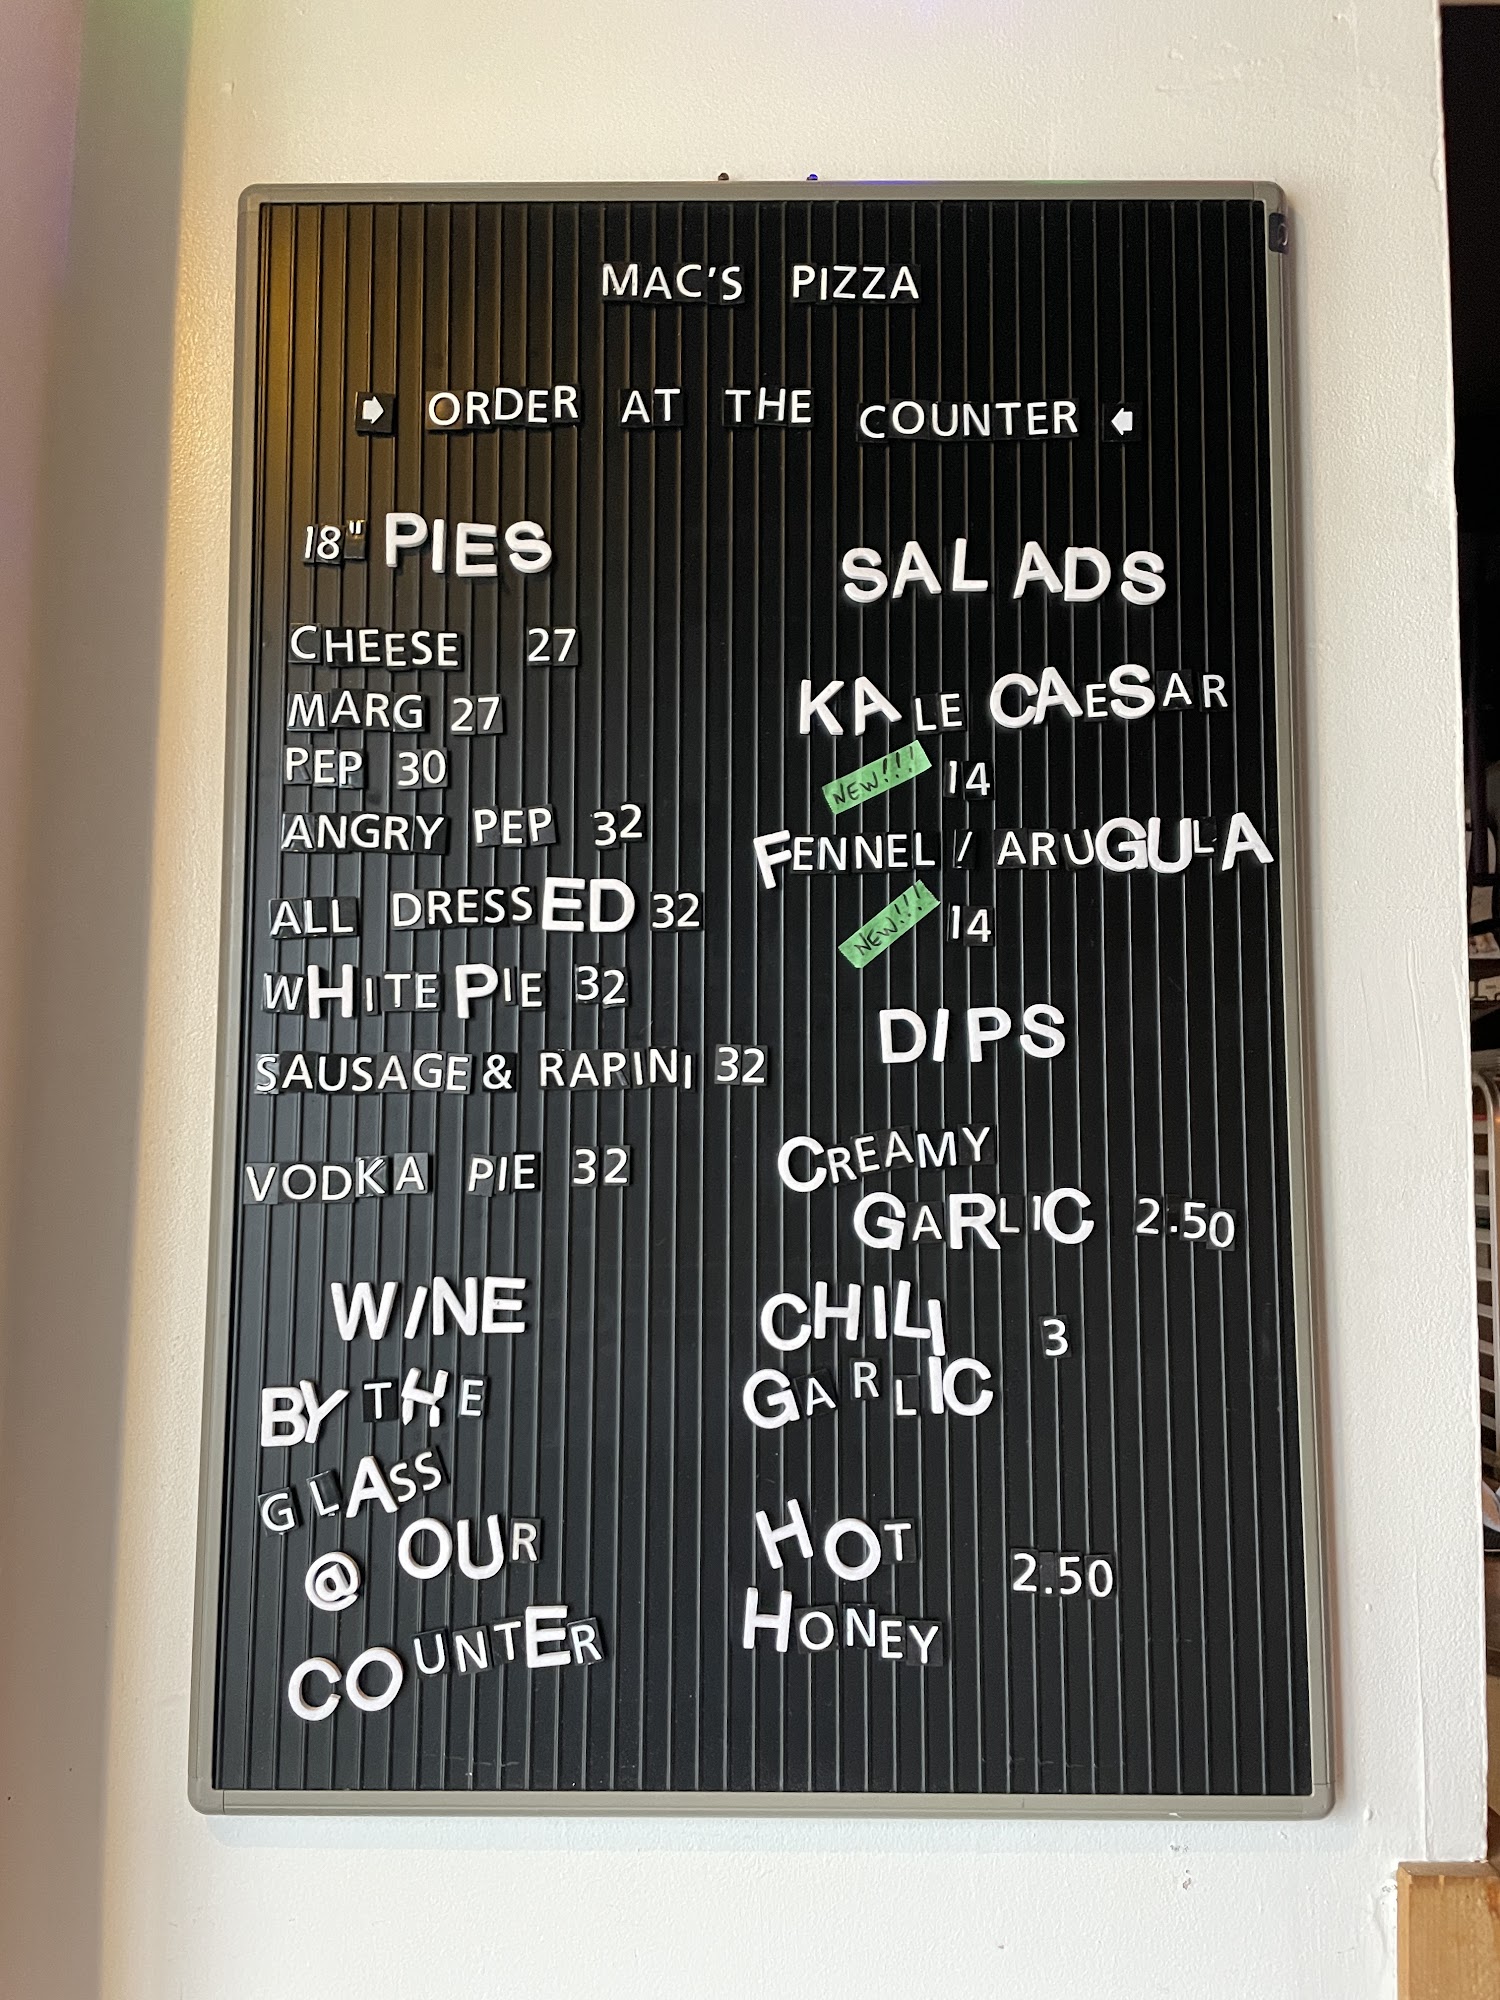 MAC'S PIZZA
➡ ORDER AT THE COUNTER ⬅
18" PIES
CHEESE 27
MARG 27
PEP 30
ANGRY PEP 32
ALL DRESSED 32
WHITE PIE 32
SAUSAGE & RAPINI 32
VODKA PIE 32
WINE
BY THE
GLASS
@ OUR
COUNTER
SALADS
KALE CAESAR
NEW!!! 14
FENNEL / ARUGULA
NEW!!! 14
DIPS
CREAMY
GARLIC 2.50
CHILI 3
GARLIC
HOT 2.50
HONEY